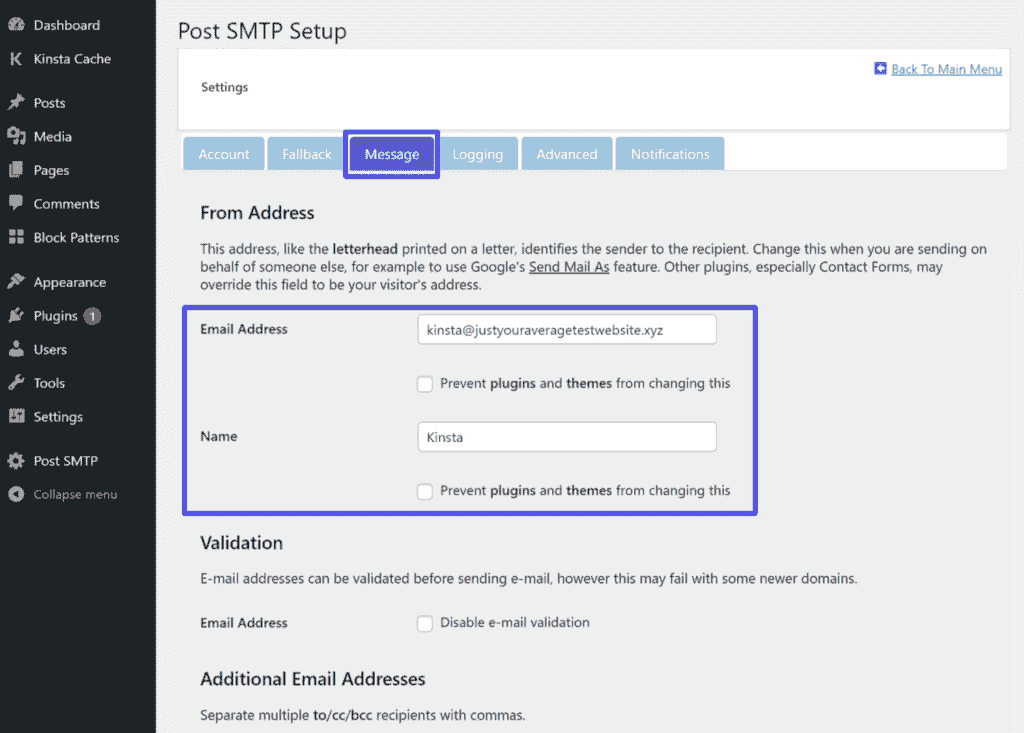 Dashboard
Kinsta Cache
Posts
Media
Pages
Comments
Block Patterns
Appearance
Plugins 1
Users
Tools
Settings
Post SMTP
Collapse menu
Post SMTP Setup
Back To Main Menu
Settings
Account Fallback Message Logging Advanced Notifications
From Address
This address, like the letterhead printed on a letter, identifies the sender to the recipient. Change this when you are sending on
behalf of someone else, for example to use Google's Send Mail As feature. Other plugins, especially Contact Forms, may
override this field to be your visitor's address.
Email Address kinsta@justyouraveragetestwebsite.xyz
Prevent plugins and themes from changing this
Name Kinsta
Prevent plugins and themes from changing this
Validation
E-mail addresses can be validated before sending e-mail, however this may fail with some newer domains.
Email Address Disable e-mail validation
Additional Email Addresses
Separate multiple to/cc/bcc recipients with commas.